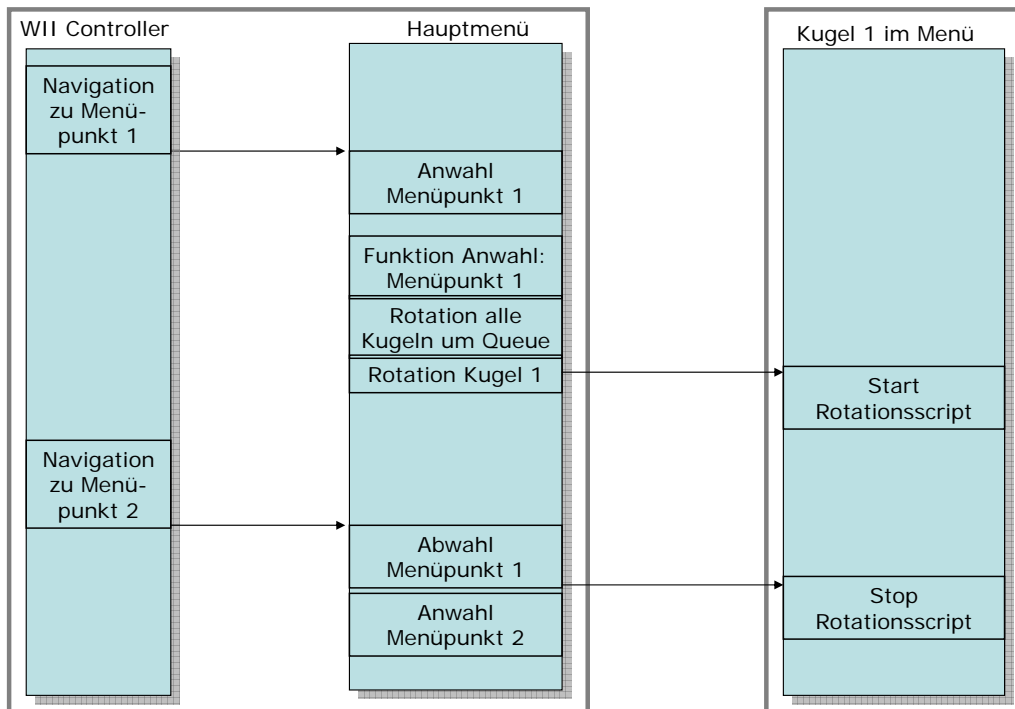 WII Controller
Navigation
zu Menü-
punkt 1
Navigation
zu Menü-
punkt 2
Hauptmenü
Anwahl
Menüpunkt 1
Funktion Anwahl:
Menüpunkt 1
Rotation alle
Kugeln um Queue
Rotation Kugel 1
Abwahl
Menüpunkt 1
Anwahl
Menüpunkt 2
Kugel 1 im Menü
Start
Rotationsscript
Stop
Rotationsscript